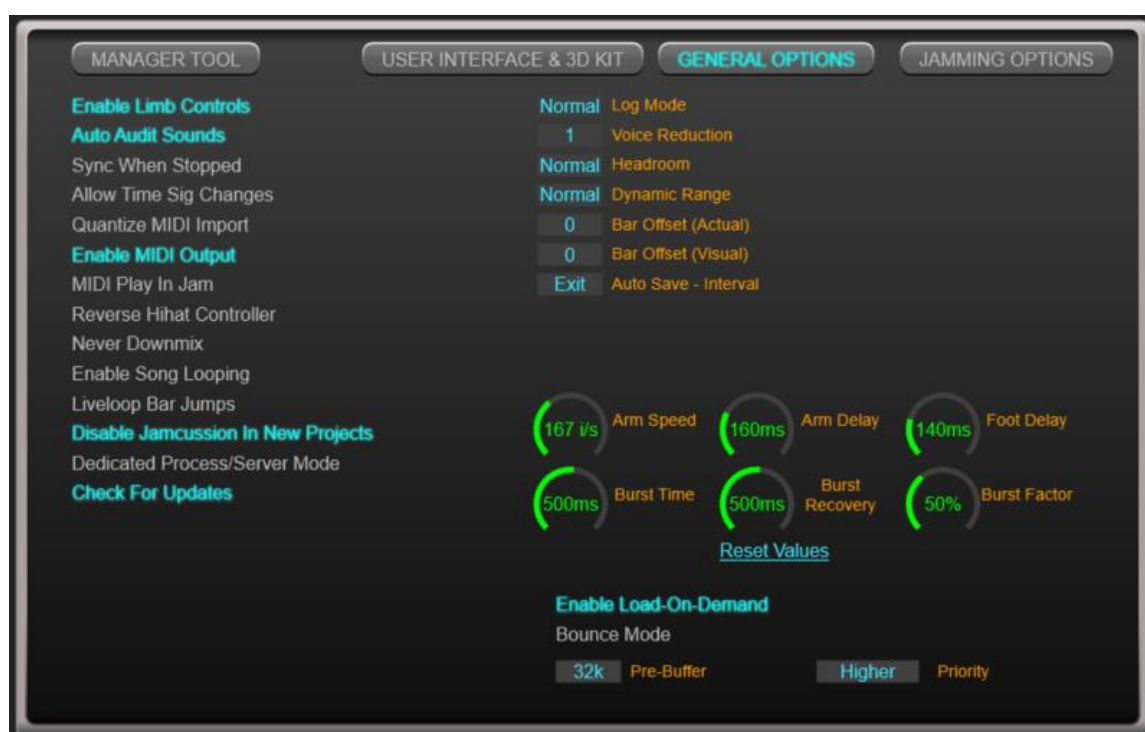 MANAGER TOOL USER INTERFACE & 3D KIT GENERAL OPTIONS JAMMING OPTIONS
Enable Limb Controls
Auto Audit Sounds
Sync When Stopped
Allow Time Sig Changes
Quantize MIDI Import
Enable MIDI Output
MIDI Play In Jam
Reverse Hihat Controller
Never Downmix
Enable Song Looping
Liveloop Bar Jumps
Disable Jamcussion In New Projects
Dedicated Process/Server Mode
Check For Updates
Normal Log Mode
1 Voice Reduction
Normal Headroom
Normal Dynamic Range
0 Bar Offset (Actual)
0 Bar Offset (Visual)
Exit Auto Save - Interval
167 i/s Arm Speed 160ms Arm Delay 140ms Foot Delay
500ms Burst Time 500ms Burst Recovery 50% Burst Factor
Reset Values
Enable Load-On-Demand
Bounce Mode
32k Pre-Buffer Higher Priority